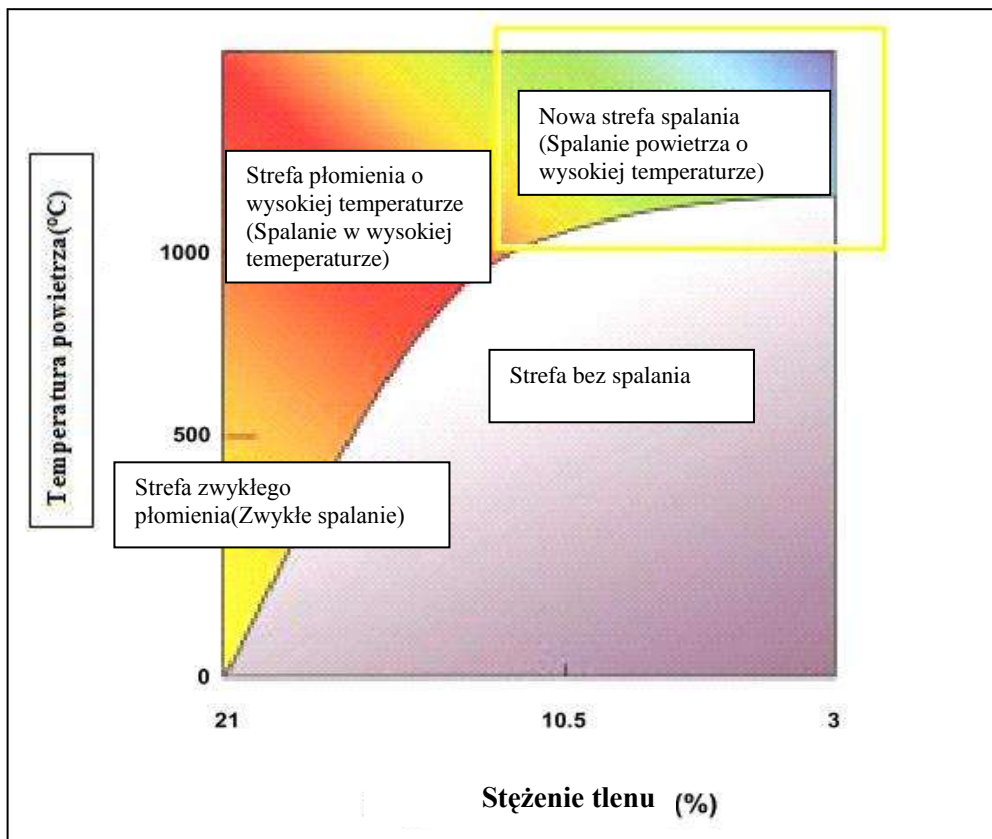 Nowa strefa spalania
(Spalanie powietrza o
wysokiej temperaturze)
Strefa płomienia o
wysokiej temperaturze
(Spalanie w wysokiej
temeperaturze)
Temperatura powietrza(°C)
1000
Strefa bez spalania
500
Strefa zwykłego
płomienia(Zwykłe spalanie)
0
21
10.5
3
Stężenie tlenu (%)